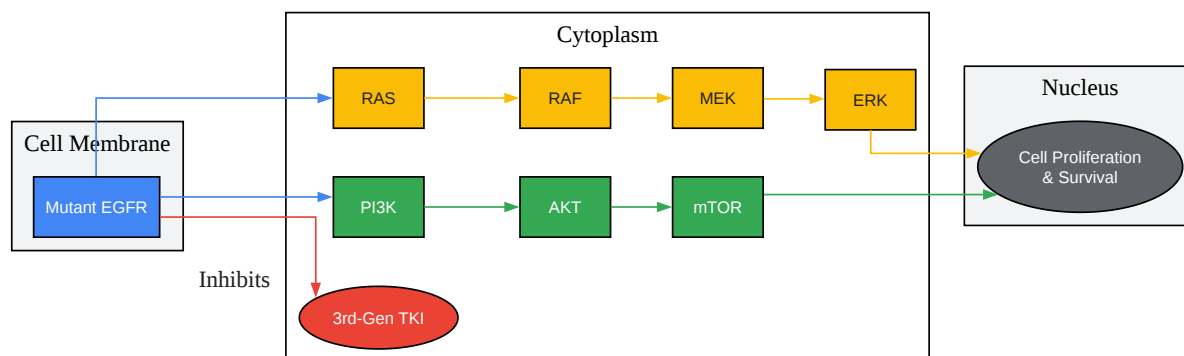 Cytoplasm
RAS
RAF
MEK
ERK
Nucleus
Cell Membrane
Cell Proliferation
& Survival
Mutant EGFR
PI3K
AKT
mTOR
Inhibits
3rd-Gen TKI